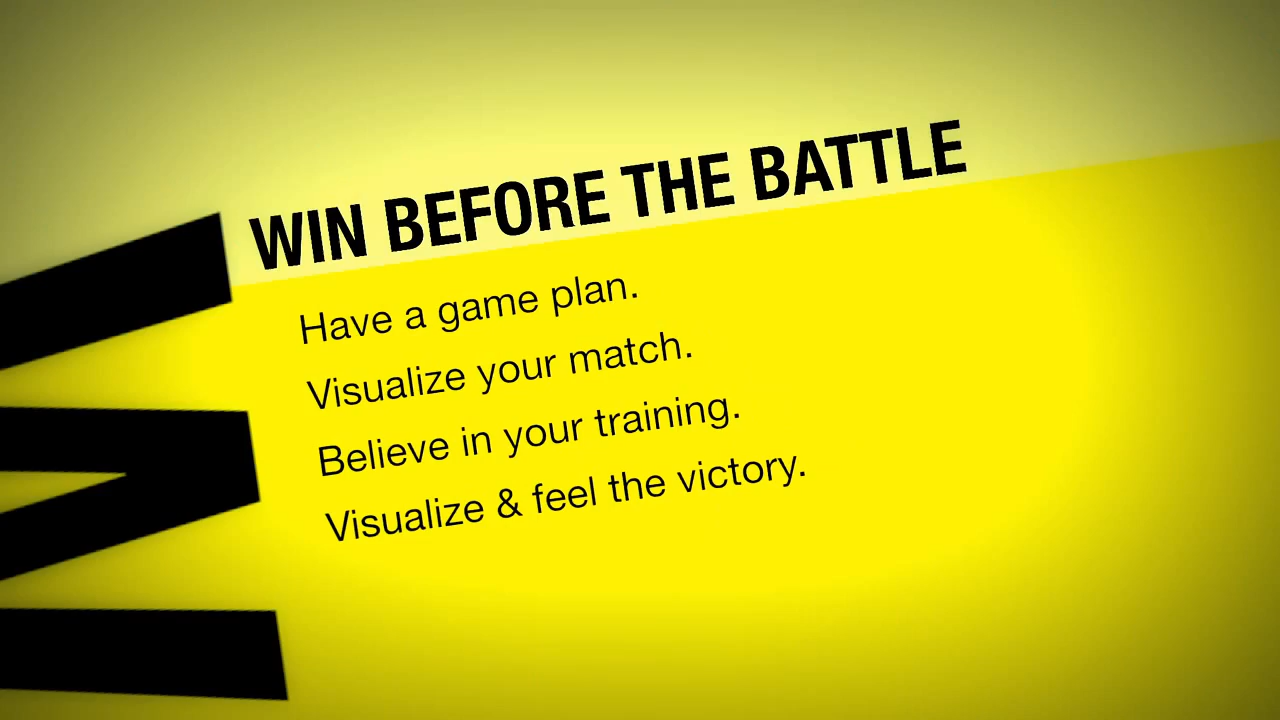 WIN BEFORE THE BATTLE
Have a game plan.
Visualize your match.
Believe in your training.
Visualize & feel the victory.